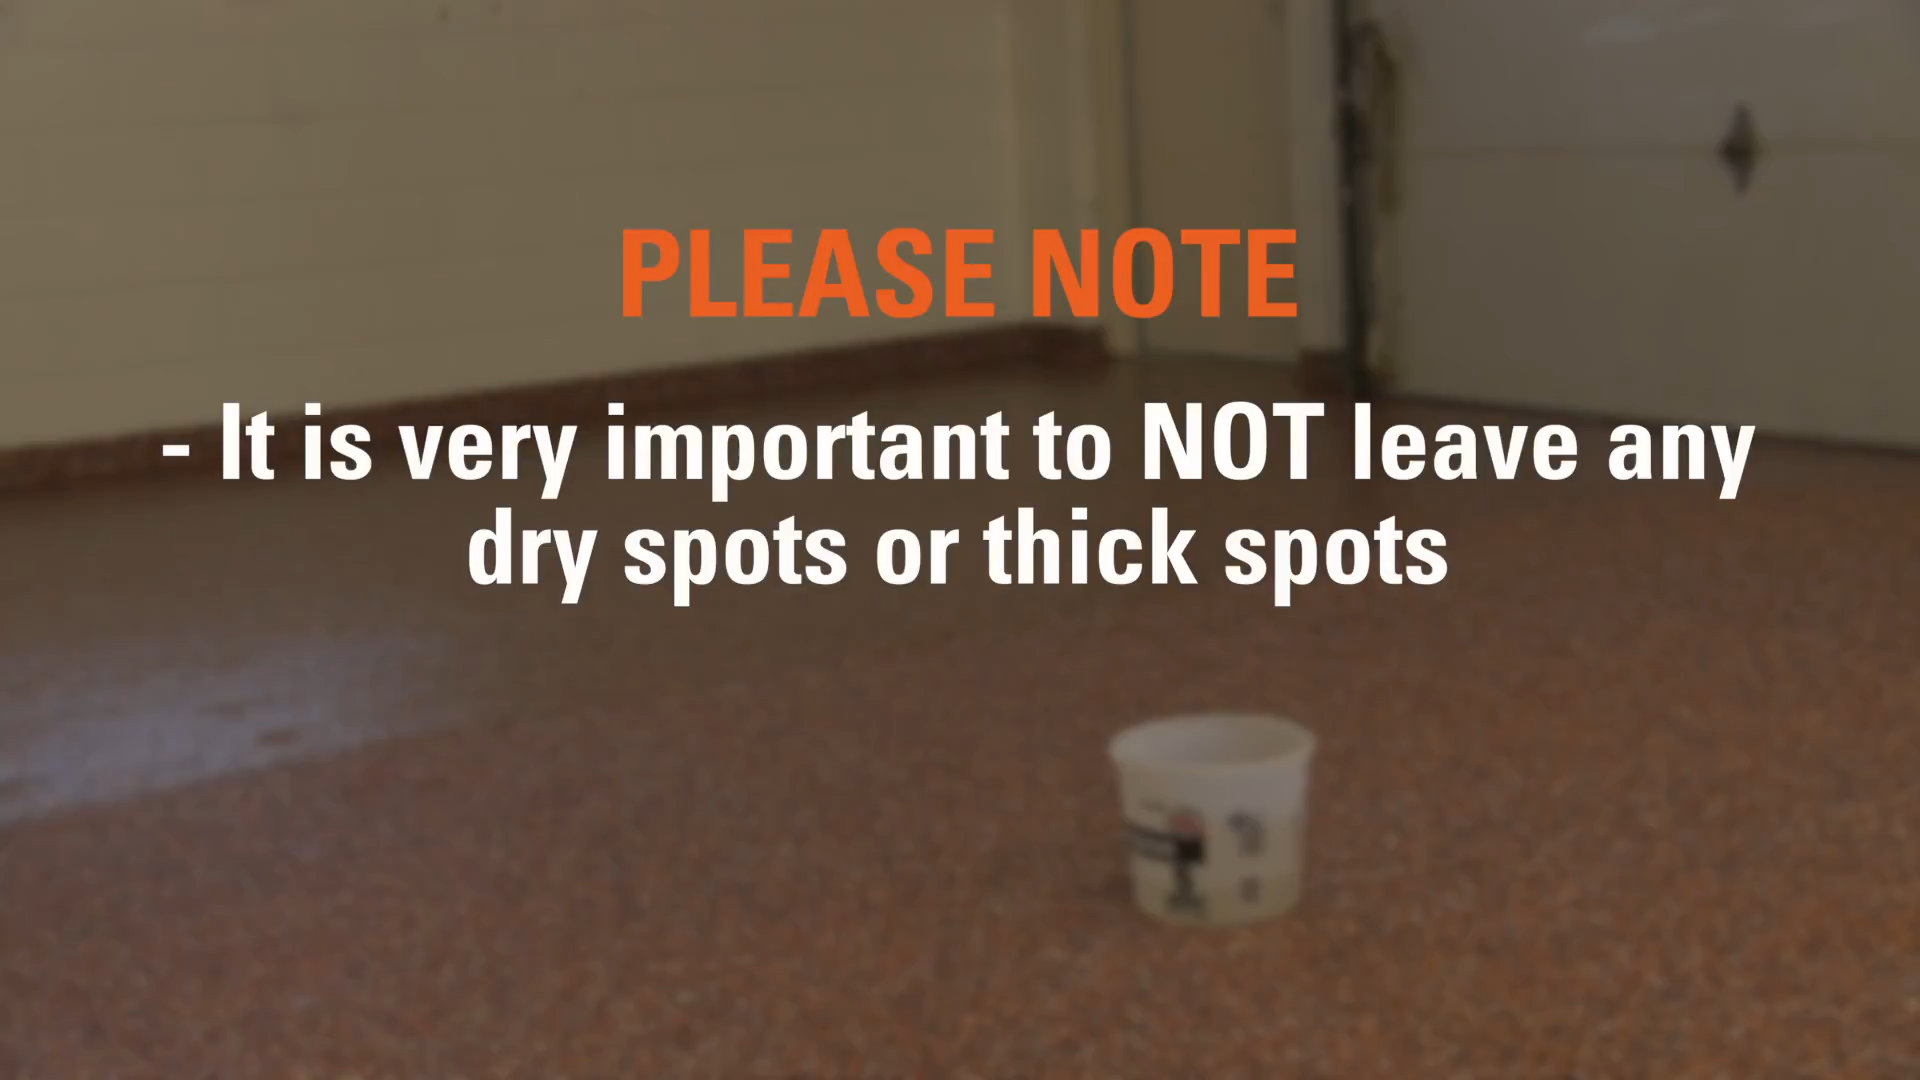 PLEASE NOTE
- It is very important to NOT leave any
dry spots or thick spots